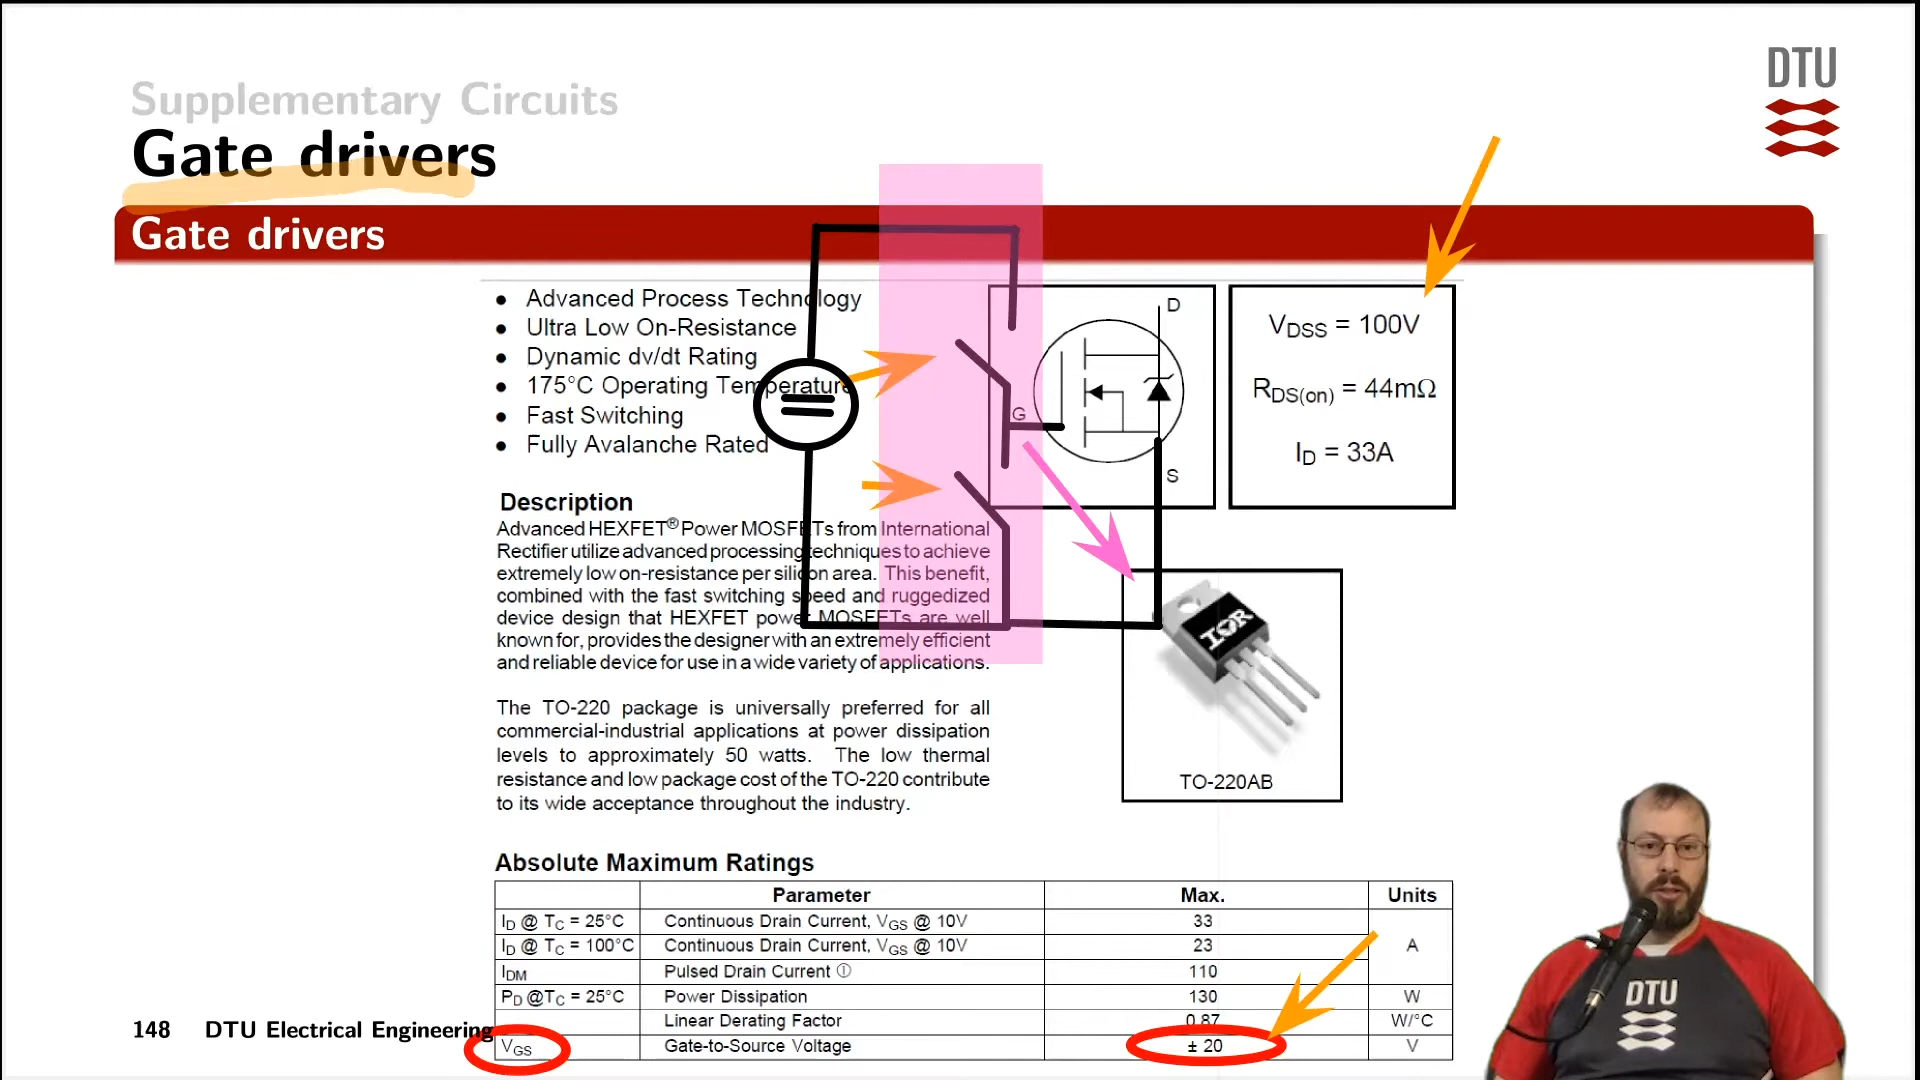 DTU
Supplementary Circuits
Gate drivers
Gate drivers
• Advanced Process Technology
• Ultra Low On-Resistance
• Dynamic dv/dt Rating
• 175°C Operating Temperature
• Fast Switching
• Fully Avalanche Rated
D
G
S
VDSS = 100V
RDS(on) = 44mΩ
ID = 33A
Description
Advanced HEXFET® Power MOSFETs from International
Rectifier utilize advanced processing techniques to achieve
extremely low on-resistance per silicon area. This benefit,
combined with the fast switching speed and ruggedized
device design that HEXFET power MOSFETs are well
known for, provides the designer with an extremely efficient
and reliable device for use in a wide variety of applications.
The TO-220 package is universally preferred for all
commercial-industrial applications at power dissipation
levels to approximately 50 watts. The low thermal
resistance and low package cost of the TO-220 contribute
to its wide acceptance throughout the industry.
IOR
TO-220AB
Absolute Maximum Ratings
Parameter Max. Units
ID @ TC = 25°C Continuous Drain Current, VGS @ 10V 33
ID @ TC = 100°C Continuous Drain Current, VGS @ 10V 23 A
IDM Pulsed Drain Current ① 110
PD @TC = 25°C Power Dissipation 130 W
Linear Derating Factor 0.87 W/°C
VGS Gate-to-Source Voltage ± 20 V
148 DTU Electrical Engineering
DTU